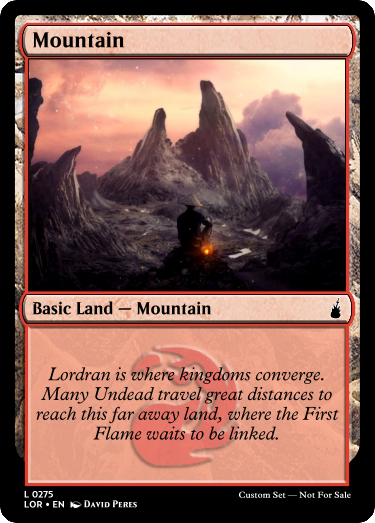 Mountain
Basic Land — Mountain
Lordran is where kingdoms converge.
Many Undead travel great distances to
reach this far away land, where the First
Flame waits to be linked.
L 0275
LOR • EN David Peres
Custom Set — Not For Sale